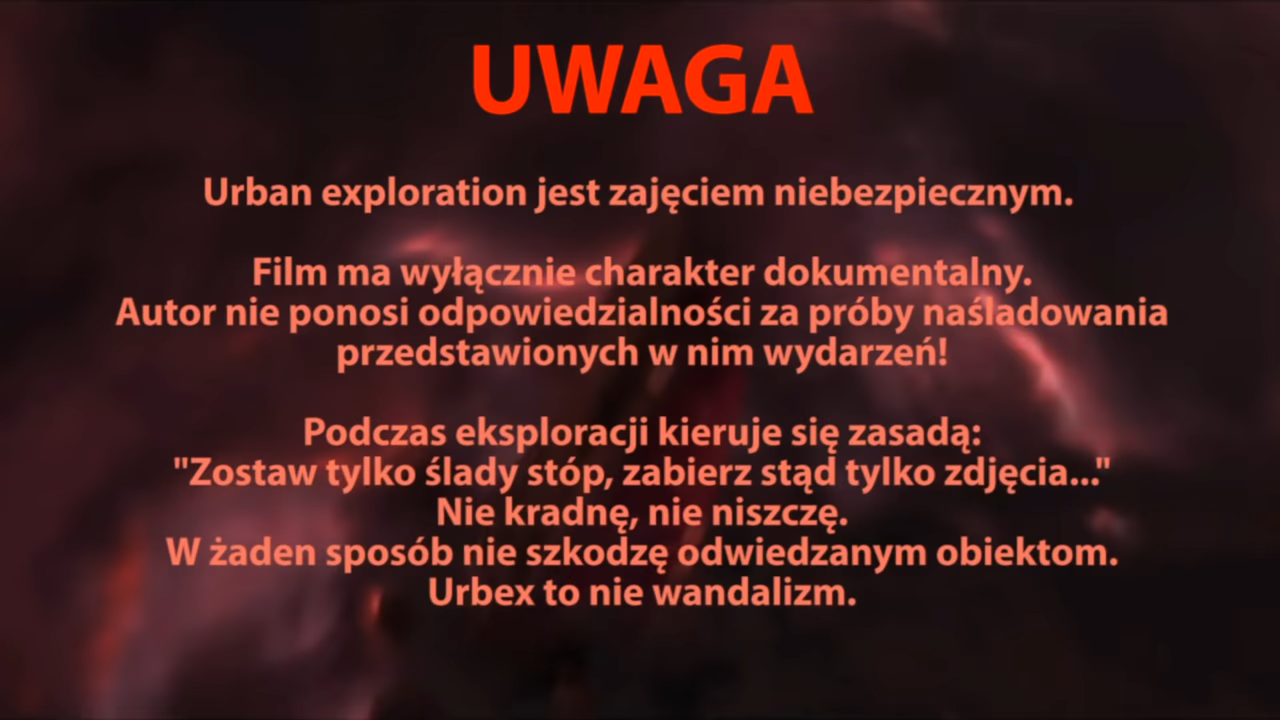 UWAGA
Urban exploration jest zajęciem niebezpiecznym.
Film ma wyłącznie charakter dokumentalny.
Autor nie ponosi odpowiedzialności za próby naśladowania
przedstawionych w nim wydarzeń!
Podczas eksploracji kieruje się zasadą:
"Zostaw tylko ślady stóp, zabierz stąd tylko zdjęcia..."
Nie kradnę, nie niszczę.
W żaden sposób nie szkodzę odwiedzanym obiektom.
Urbex to nie wandalizm.